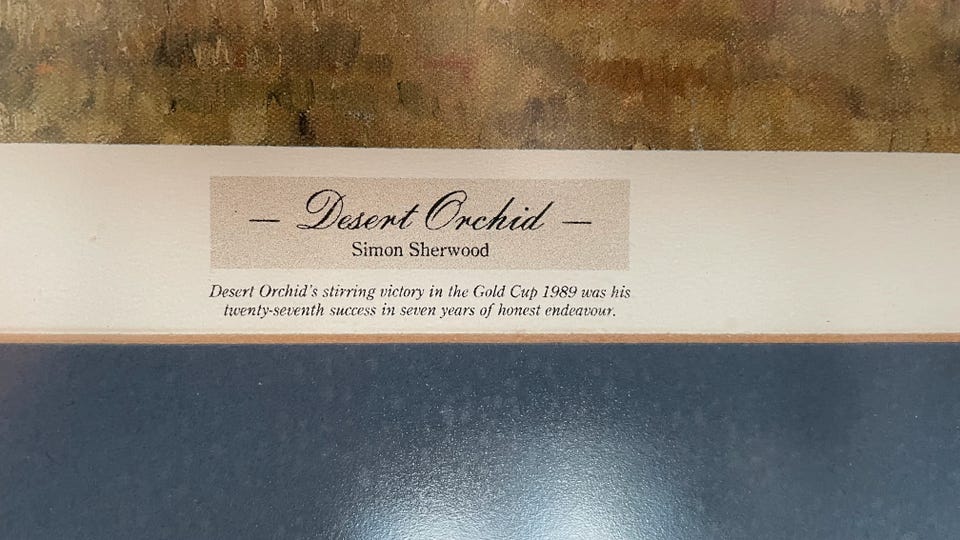 — Desert Orchid —
Simon Sherwood
Desert Orchid's stirring victory in the Gold Cup 1989 was his
twenty-seventh success in seven years of honest endeavour.